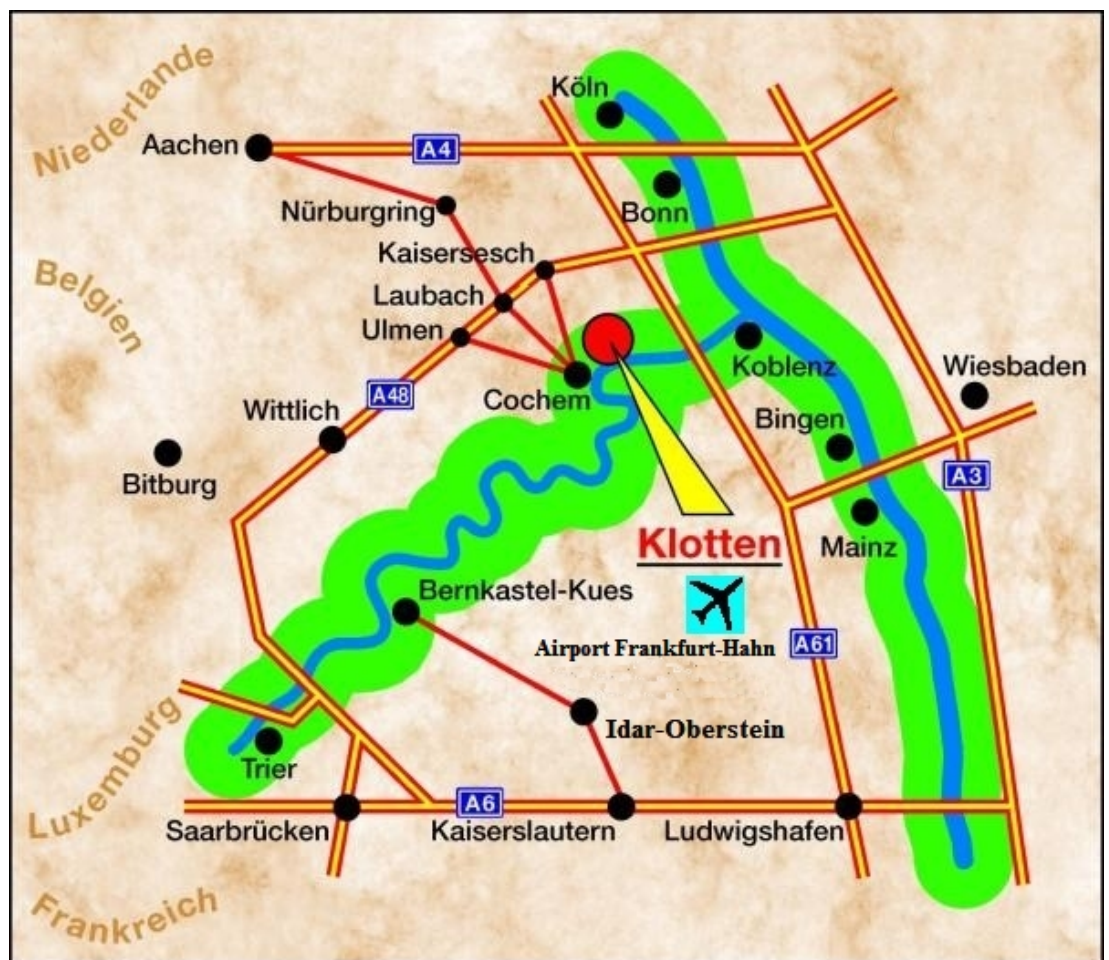 Niederlande
Köln
Aachen
A4
Bonn
Nürburgring
Kaisersesch
Belgien
Laubach
Ulmen
Koblenz
Wiesbaden
A48
Cochem
Wittlich
Bingen
Bitburg
A3
Klotten
Mainz
Bernkastel-Kues
Airport Frankfurt-Hahn
A61
Luxemburg
Idar-Oberstein
Trier
A6
Saarbrücken
Kaiserslautern
Ludwigshafen
Frankreich